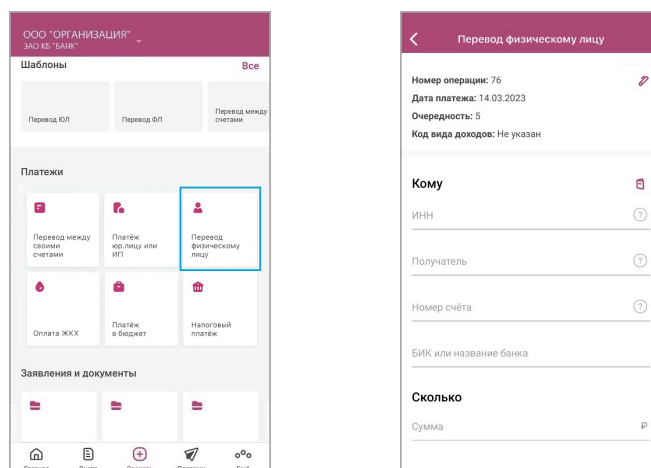 ООО "ОРГАНИЗАЦИЯ"
ЗАО КБ "БАНК"
Шаблоны
Все
Перевод ЮЛ
Перевод ФЛ
Перевод между
счетами
Платежи
Перевод между
своими
счетами
Платёж
юр.лицу или
ИП
Перевод
физическому
лицу
Оплата ЖКХ
Платёж
в бюджет
Налоговый
платёж
Заявления и документы
Перевод физическому лицу
Номер операции: 76
Дата платежа: 14.03.2023
Очередность: 5
Код вида доходов: Не указан
Кому
ИНН
?
Получатель
?
Номер счёта
?
БИК или название банка
Сколько
Сумма
₽